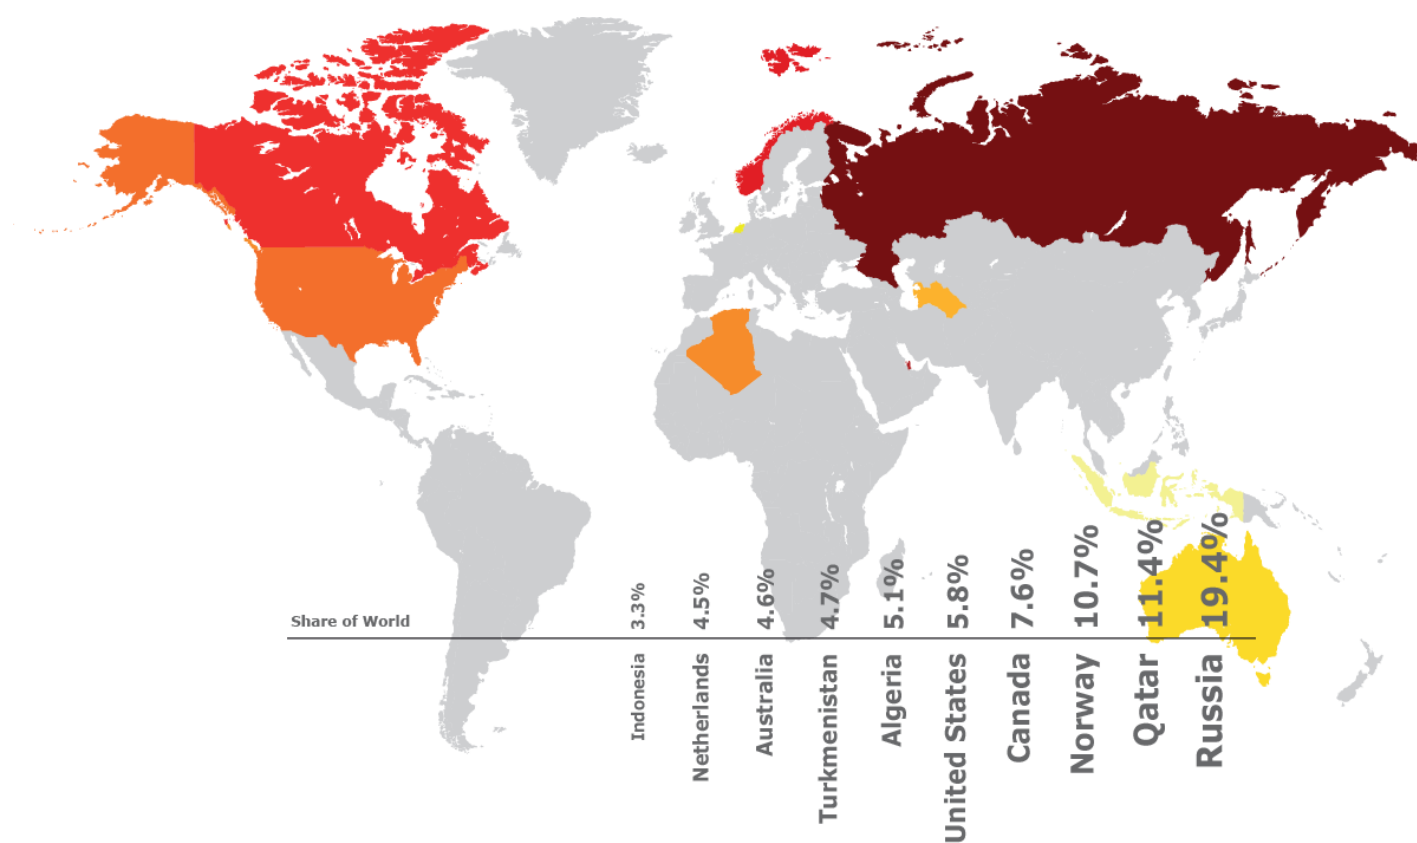 Share of World
3.3%
4.5%
4.6%
4.7%
5.1%
5.8%
7.6%
10.7%
11.4%
19.4%
Indonesia
Netherlands
Australia
Turkmenistan
Algeria
United States
Canada
Norway
Qatar
Russia